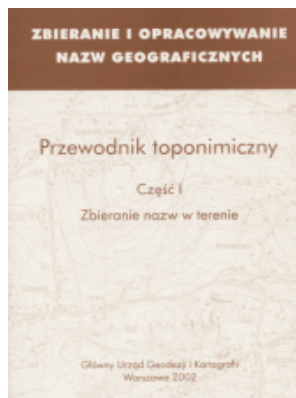 ZBIERANIE I OPRACOWYWANIE
NAZW GEOGRAFICZNYCH
Przewodnik toponimiczny
Część I
Zbieranie nazw w terenie
Główny Urząd Geodezji i Kartografii
Warszawa 2002